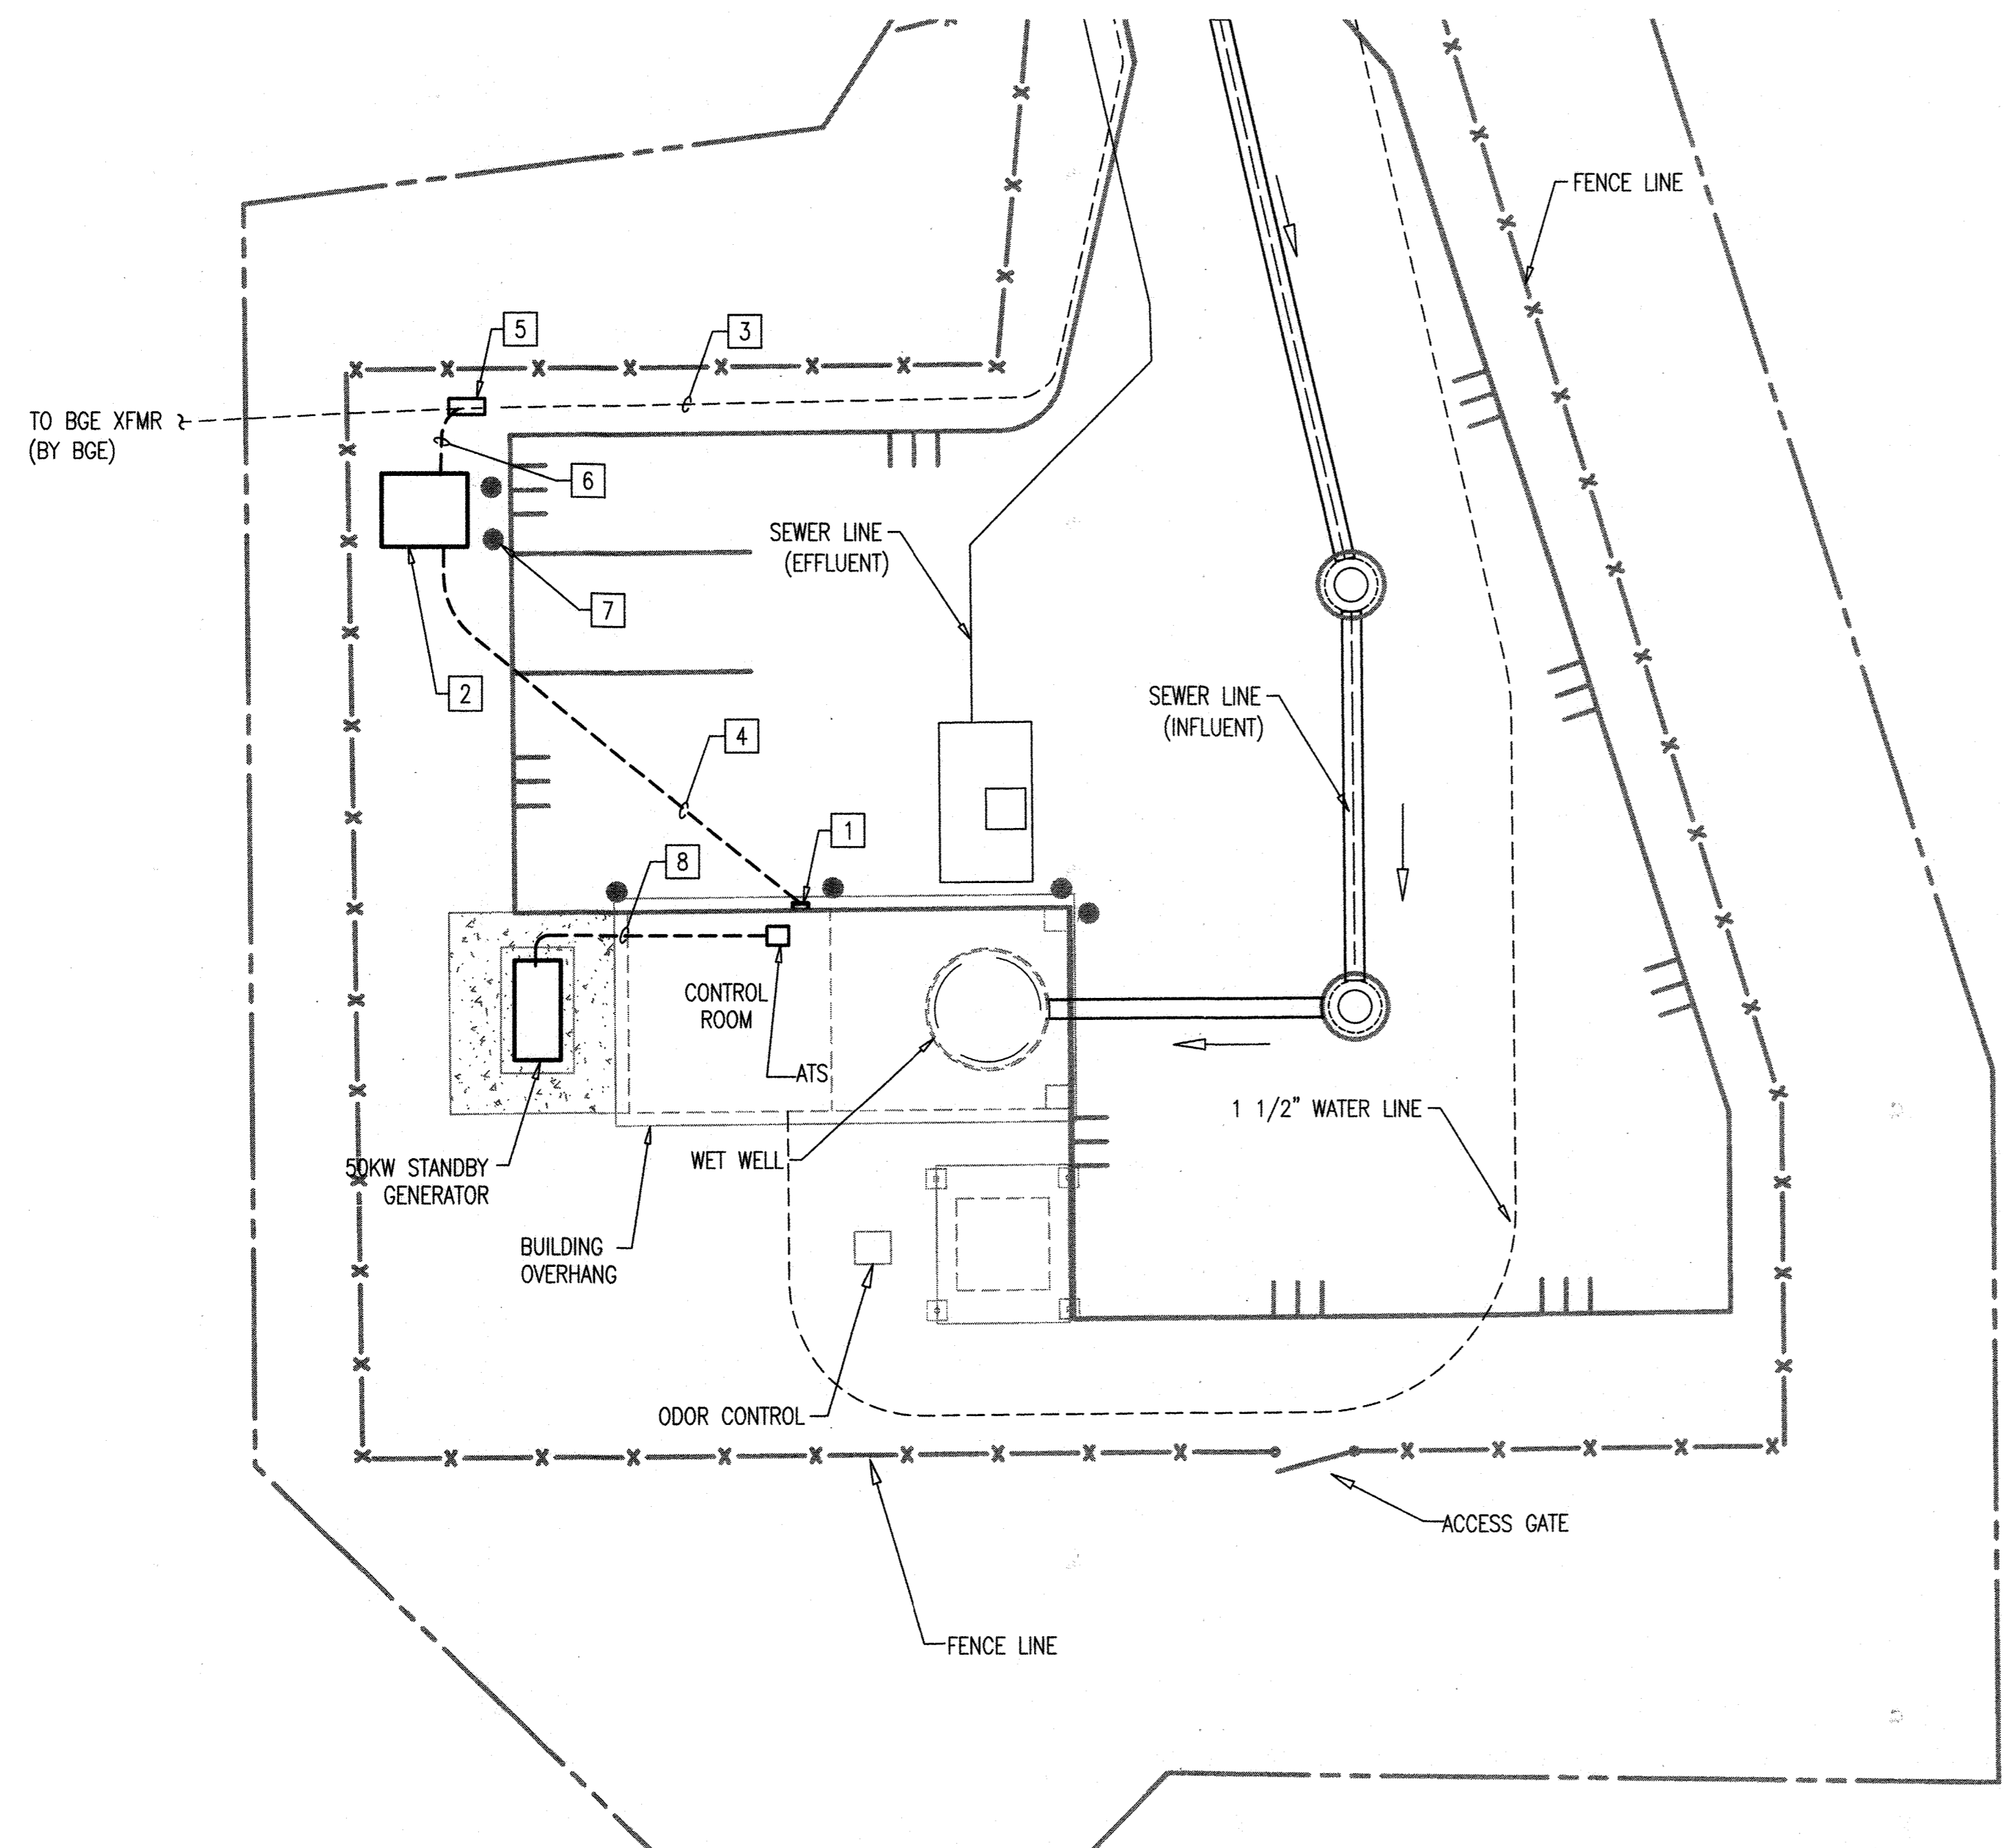 FENCE LINE
5
3
TO BGE XFMR
(BY BGE)
6
SEWER LINE
(EFFLUENT)
7
2
SEWER LINE
(INFLUENT)
4
1
8
CONTROL
ROOM
ATS
1 1/2" WATER LINE
50KW STANDBY
GENERATOR
WET WELL
BUILDING
OVERHANG
ODOR CONTROL
ACCESS GATE
FENCE LINE